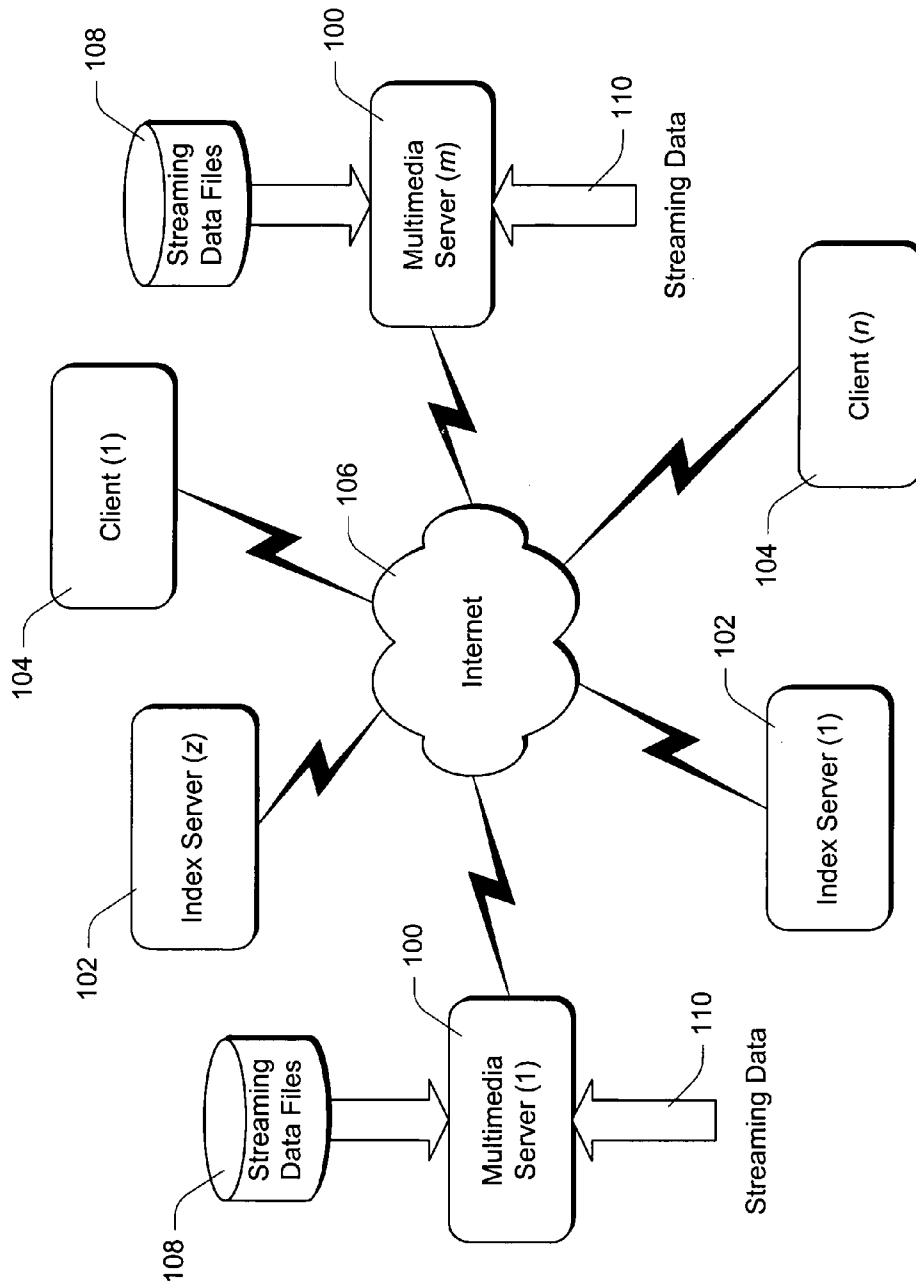 108
Streaming
Data Files
100
Multimedia
Server (1)
110
Streaming Data
102
Index Server (z)
104
Client (1)
106
Internet
102
Index Server (1)
104
Client (n)
108
Streaming
Data Files
100
Multimedia
Server (m)
110
Streaming Data